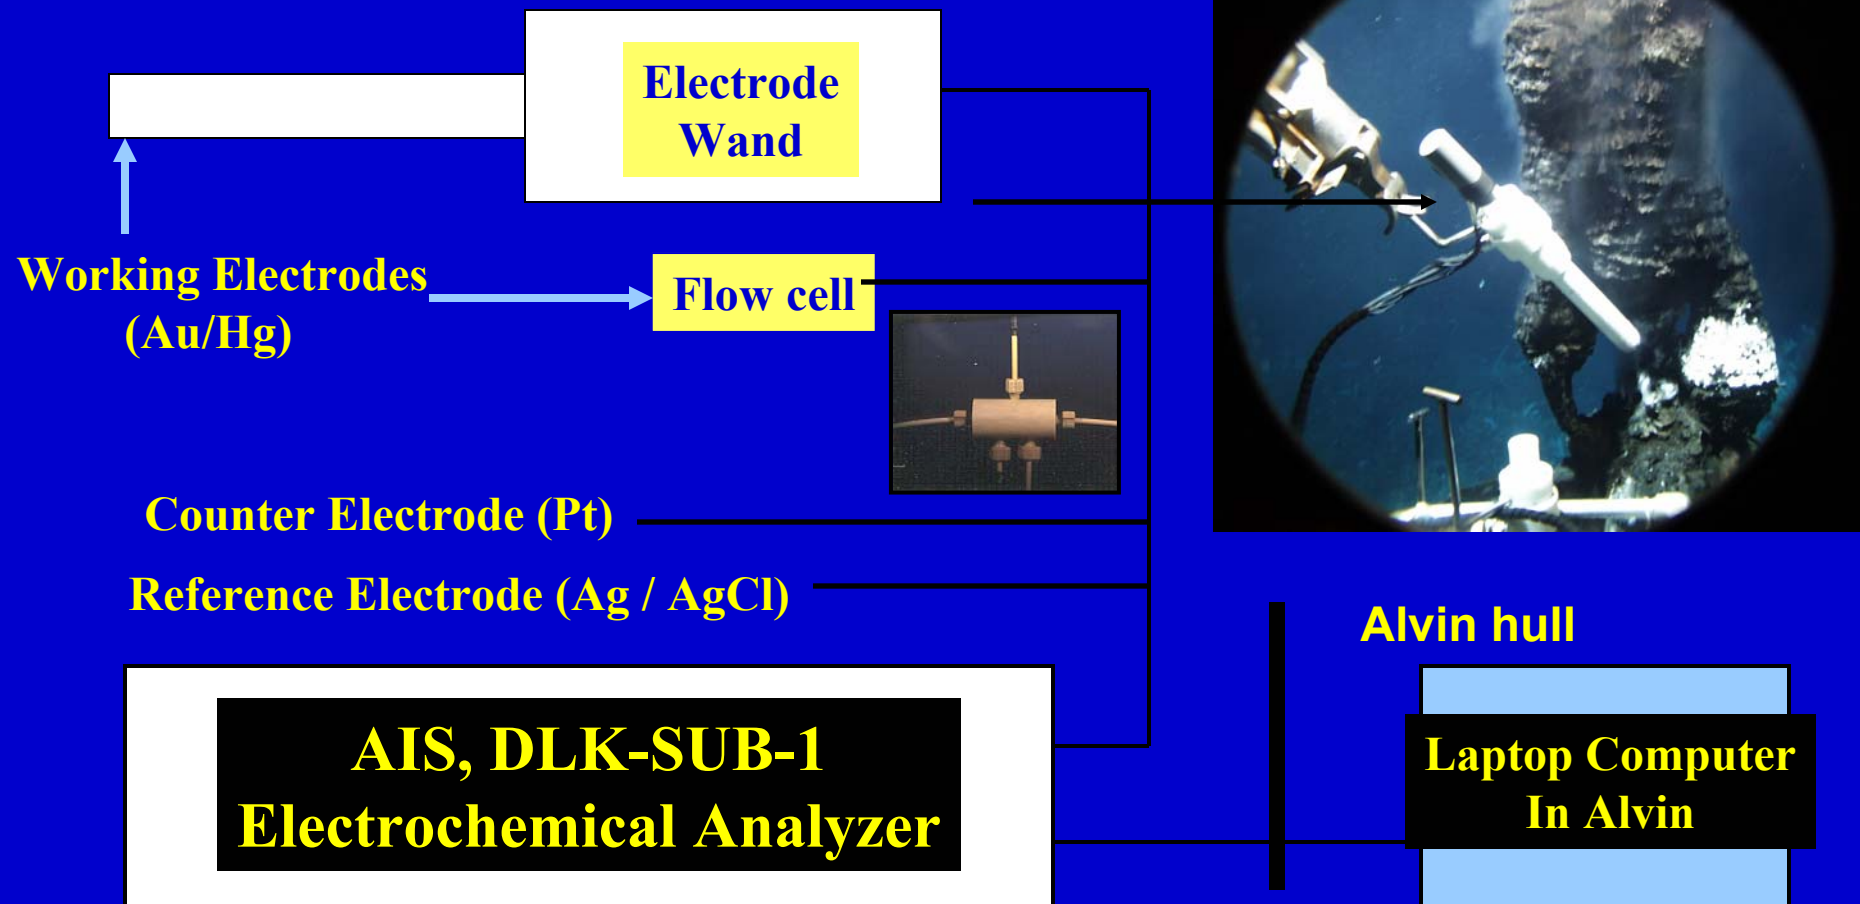 Electrode
Wand
Working Electrodes
(Au/Hg)
Flow cell
Counter Electrode (Pt)
Reference Electrode (Ag / AgCl)
Alvin hull
AIS, DLK-SUB-1
Electrochemical Analyzer
Laptop Computer
In Alvin